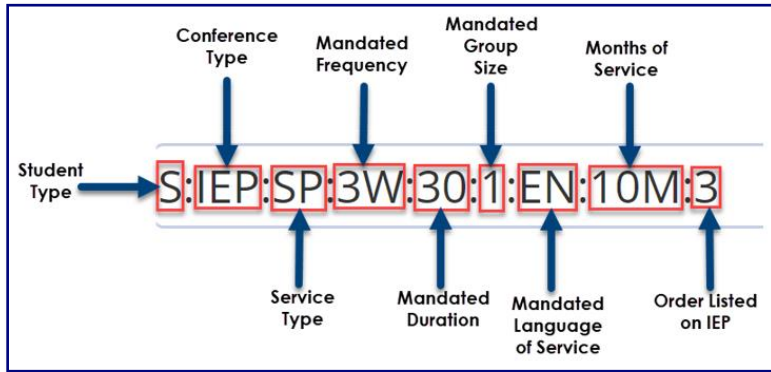 Conference
Type
Mandated
Frequency
Mandated
Group
Size
Months of
Service
Student
Type
S:IEP:SP:3W:30:1:EN:10M:3
Service
Type
Mandated
Duration
Mandated
Language
of Service
Order Listed
on IEP